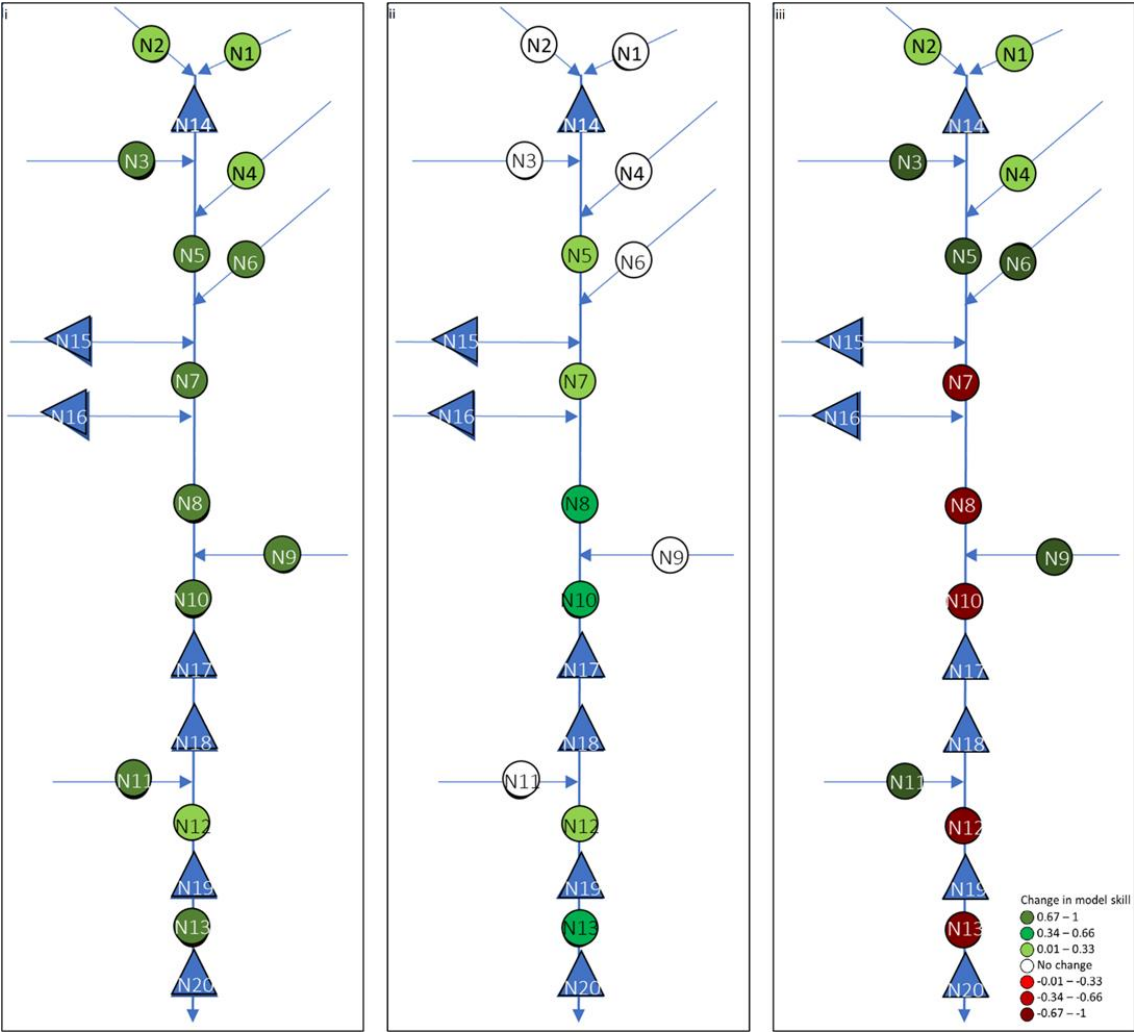 i
N2
N1
N14
N3
N4
N5
N6
N15
N7
N16
N8
N9
N10
N17
N18
N11
N12
N19
N13
N20
ii
N2
N1
N14
N3
N4
N5
N6
N15
N7
N16
N8
N9
N10
N17
N18
N11
N12
N19
N13
N20
iii
N2
N1
N14
N3
N4
N5
N6
N15
N7
N16
N8
N9
N10
N17
N18
N11
N12
N19
N13
N20
Change in model skill
0.67 – 1
0.34 – 0.66
0.01 – 0.33
No change
-0.01 – -0.33
-0.34 – -0.66
-0.67 – -1